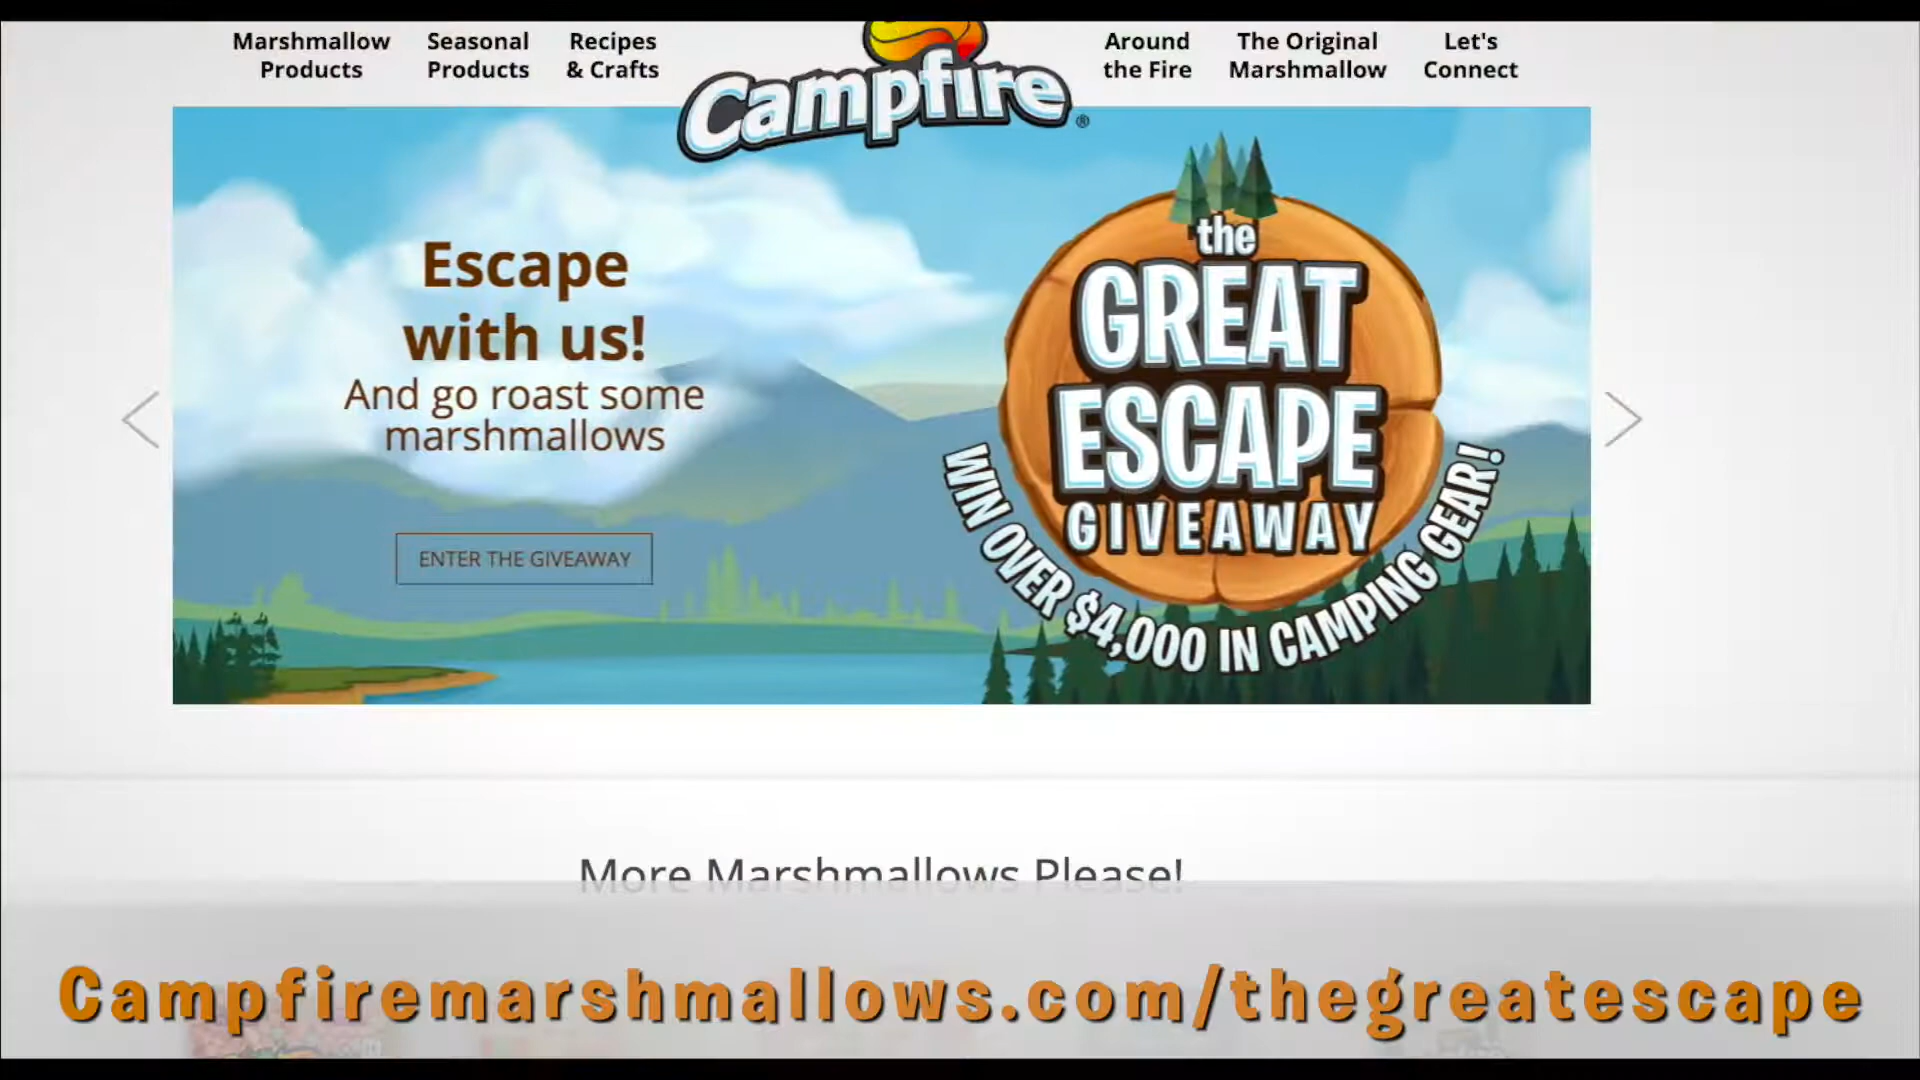 Marshmallow
Products
Seasonal
Products
Recipes
& Crafts
Campfire®
Around
the Fire
The Original
Marshmallow
Let's
Connect
Escape
with us!
And go roast some
marshmallows
ENTER THE GIVEAWAY
the
GREAT
ESCAPE
GIVEAWAY
WIN OVER $4,000 IN CAMPING GEAR!
More Marshmallows Please!
Campfiremarshmallows.com/thegreatescape